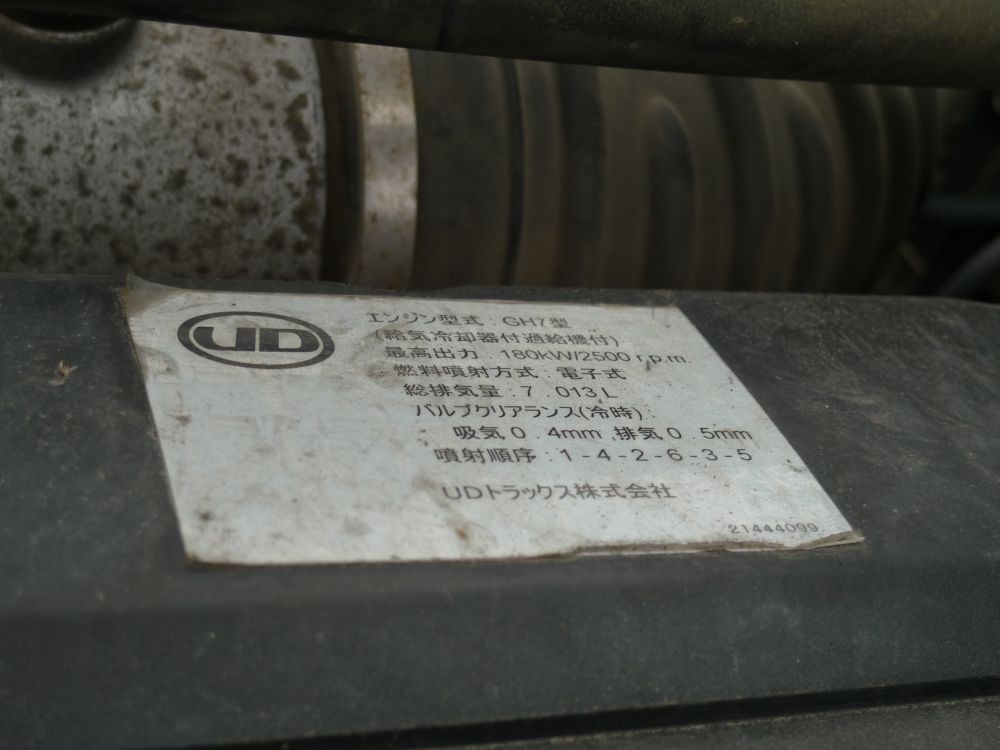 UD
エンジン型式：GH7型
(給気冷却器付過給機付)
最高出力：180kW/2500 r.p.m.
燃料噴射方式：電子式
総排気量：7.013L
バルブクリアランス(冷時)：
吸気0.4mm,排気0.5mm
噴射順序：1-4-2-6-3-5
UDトラックス株式会社
21444099